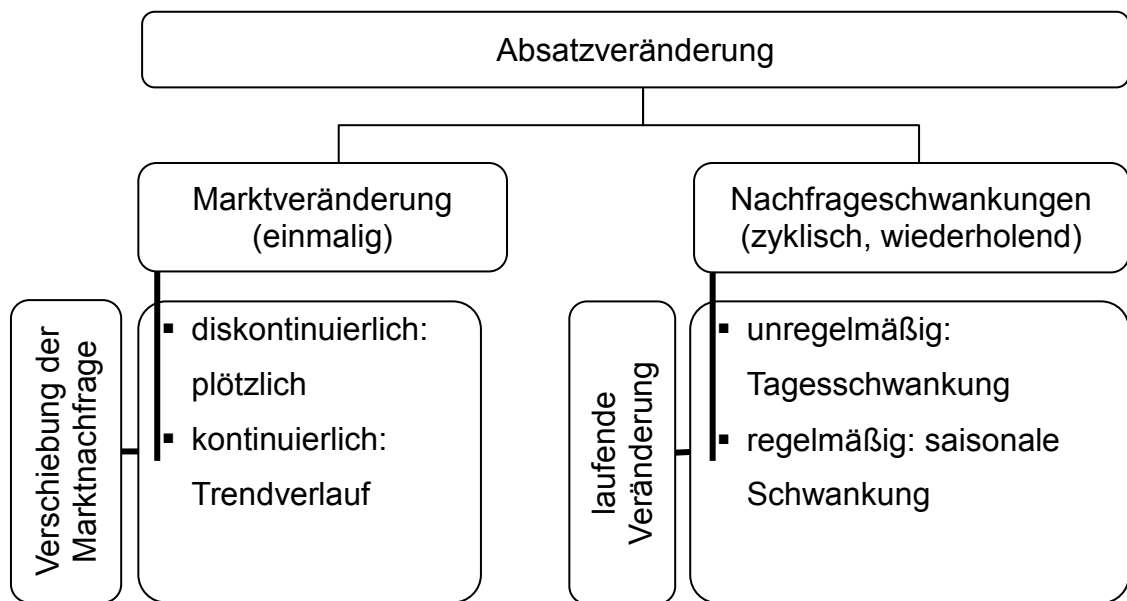 Absatzveränderung
Marktveränderung
(einmalig)
Nachfrageschwankungen
(zyklisch, wiederholend)
Verschiebung der
Marktnachfrage
▪ diskontinuierlich:
plötzlich
▪ kontinuierlich:
Trendverlauf
laufende
Veränderung
▪ unregelmäßig:
Tagesschwankung
▪ regelmäßig: saisonale
Schwankung